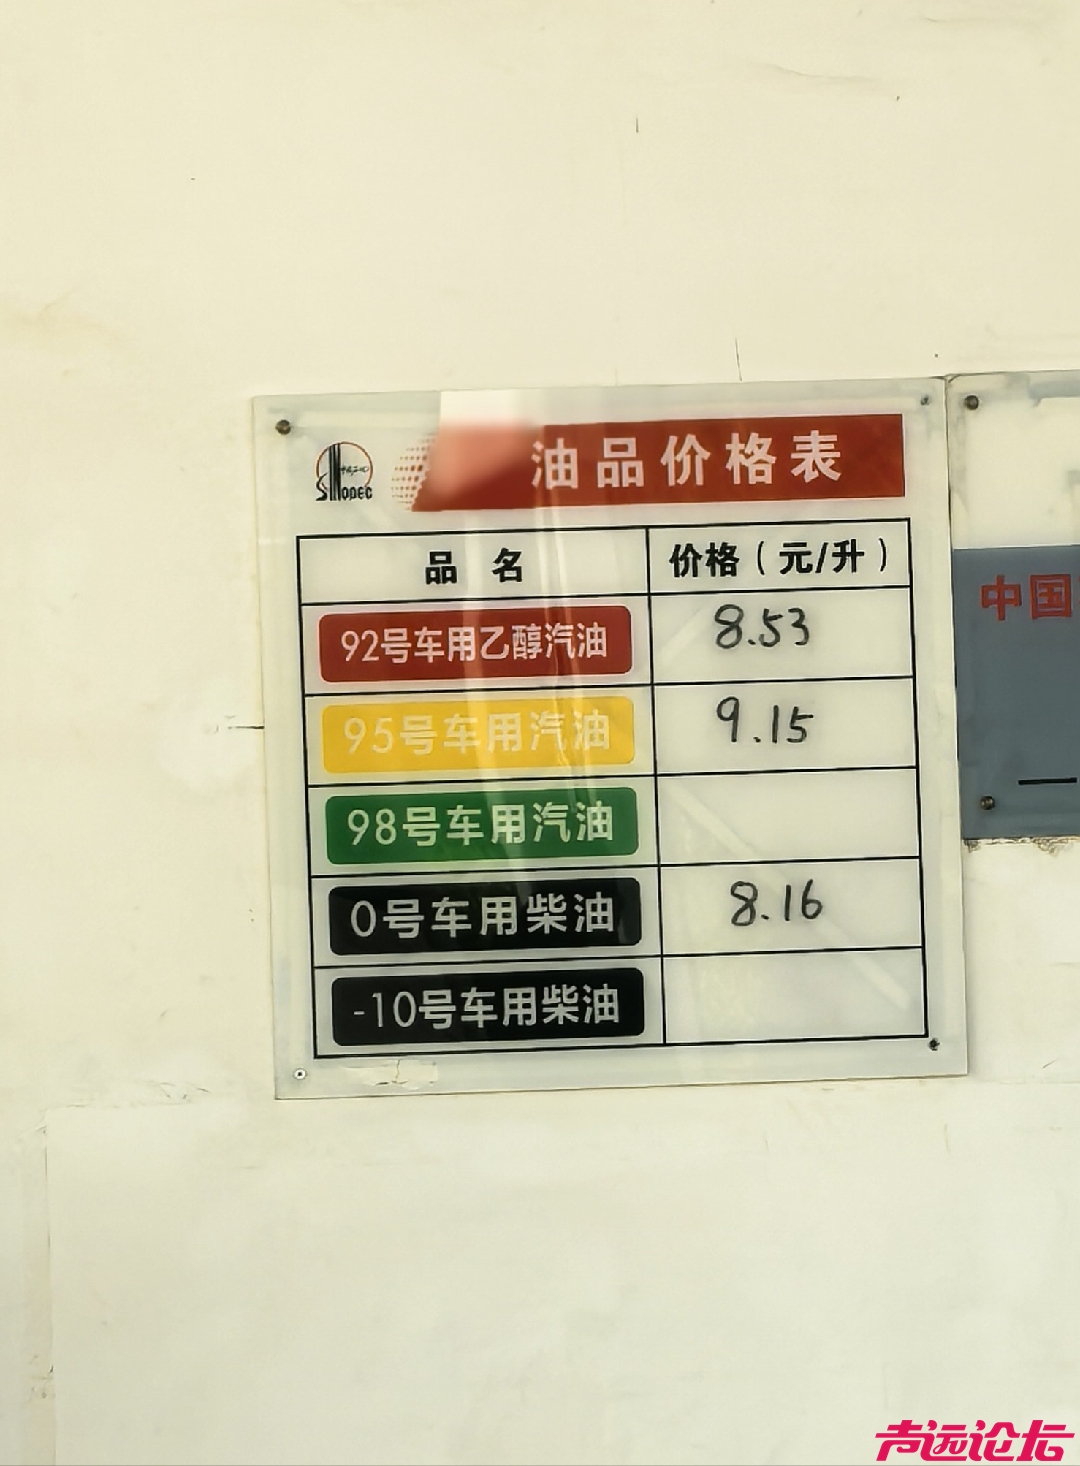 SINOPEC
油品价格表
品名 价格（元/升）
92号车用乙醇汽油 8.53
95号车用汽油 9.15
98号车用汽油
0号车用柴油 8.16
-10号车用柴油
中国
声远论坛